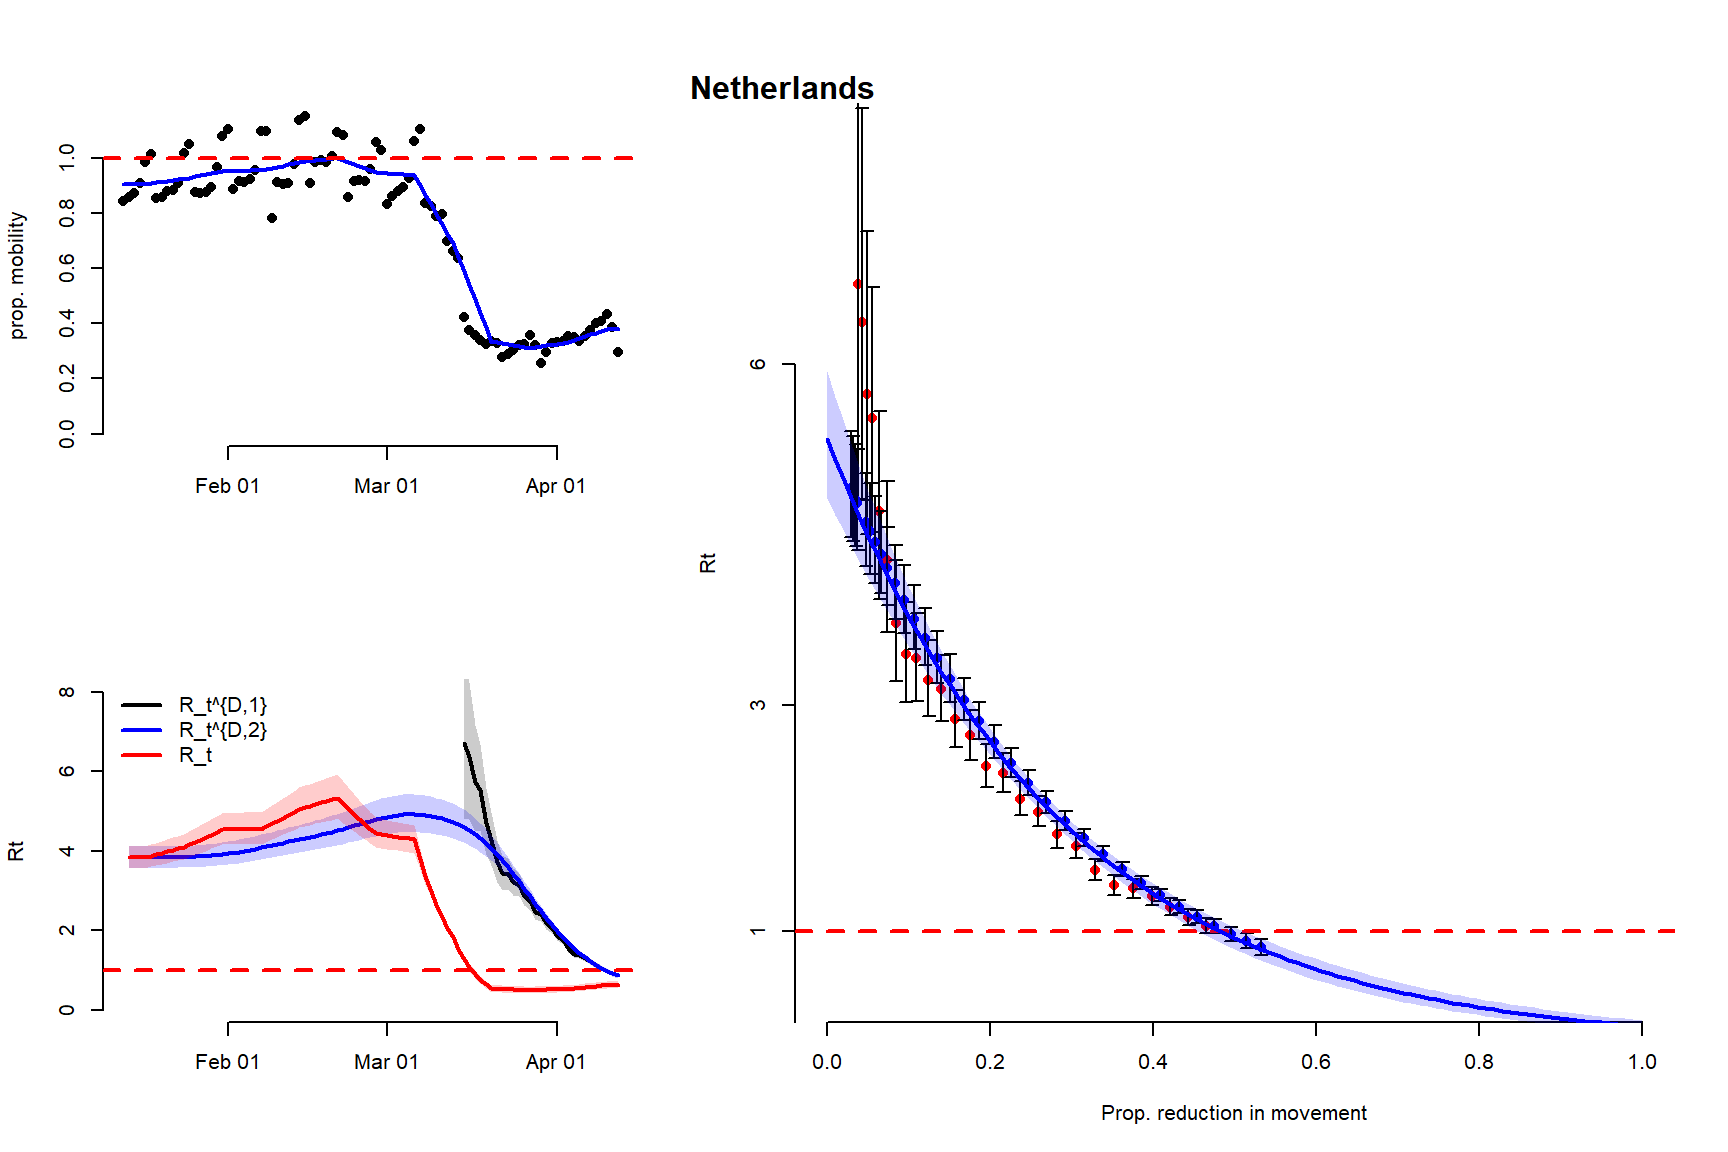 Netherlands
prop. mobility
0.0 0.2 0.4 0.6 0.8 1.0
Feb 01 Mar 01 Apr 01
Rt
0 2 4 6 8
R_t^{D,1}
R_t^{D,2}
R_t
Feb 01 Mar 01 Apr 01
Rt
1 3 6
0.0 0.2 0.4 0.6 0.8 1.0
Prop. reduction in movement